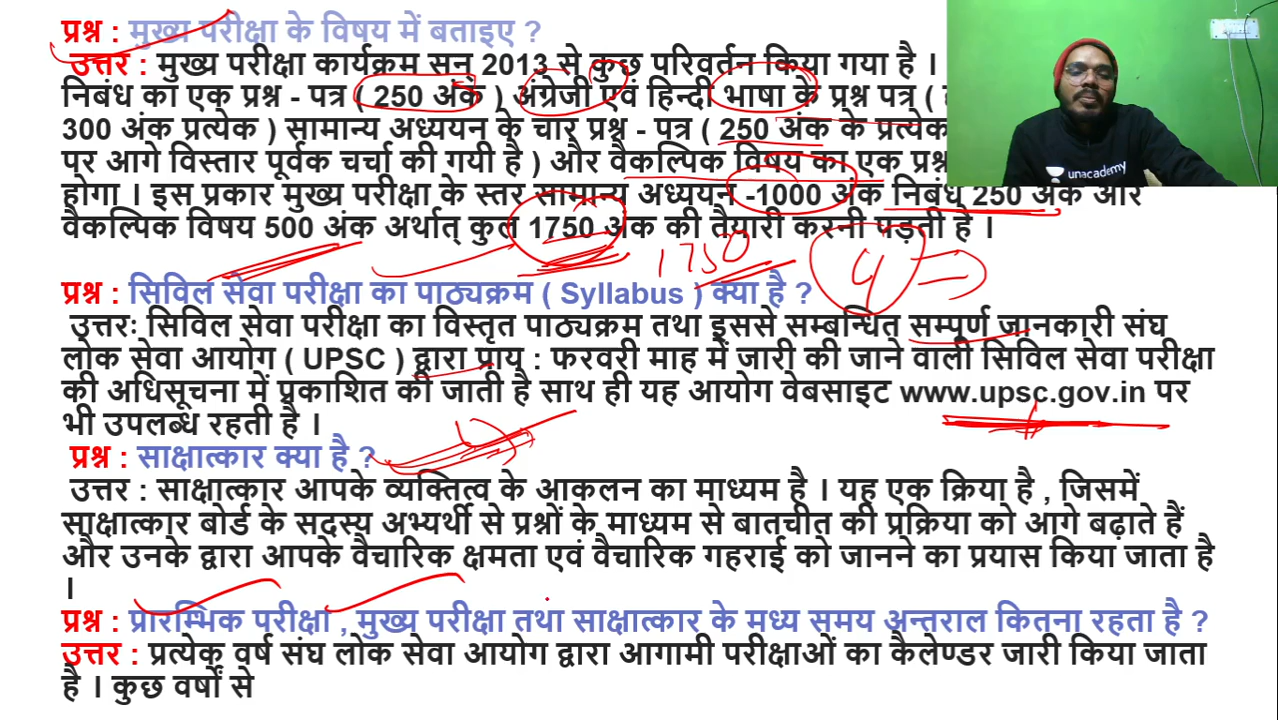 प्रश्न : मुख्य परीक्षा के विषय में बताइए ?
उत्तर : मुख्य परीक्षा कार्यक्रम सन् 2013 से कुछ परिवर्तन किया गया है ।
निबंध का एक प्रश्न - पत्र ( 250 अंक ) अंग्रेजी एवं हिन्दी भाषा के प्रश्न पत्र (
300 अंक प्रत्येक ) सामान्य अध्ययन के चार प्रश्न - पत्र ( 250 अंक के प्रत्येक
पर आगे विस्तार पूर्वक चर्चा की गयी है ) और वैकल्पिक विषय का एक प्रश्न
होगा । इस प्रकार मुख्य परीक्षा के स्तर सामान्य अध्ययन -1000 अंक निबंध 250 अंक और
वैकल्पिक विषय 500 अंक अर्थात् कुल 1750 अंक की तैयारी करनी पड़ती है ।
1750
प्रश्न : सिविल सेवा परीक्षा का पाठ्यक्रम ( Syllabus ) क्या है ?
उत्तरः सिविल सेवा परीक्षा का विस्तृत पाठ्यक्रम तथा इससे सम्बन्धित सम्पूर्ण जानकारी संघ
लोक सेवा आयोग ( UPSC ) द्वारा प्राय : फरवरी माह में जारी की जाने वाली सिविल सेवा परीक्षा
की अधिसूचना में प्रकाशित की जाती है साथ ही यह आयोग वेबसाइट www.upsc.gov.in पर
भी उपलब्ध रहती है ।
प्रश्न : साक्षात्कार क्या है ?
उत्तर : साक्षात्कार आपके व्यक्तित्व के आकलन का माध्यम है । यह एक क्रिया है , जिसमें
साक्षात्कार बोर्ड के सदस्य अभ्यर्थी से प्रश्नों के माध्यम से बातचीत की प्रक्रिया को आगे बढ़ाते हैं
और उनके द्वारा आपके वैचारिक क्षमता एवं वैचारिक गहराई को जानने का प्रयास किया जाता है
।
प्रश्न : प्रारम्भिक परीक्षा , मुख्य परीक्षा तथा साक्षात्कार के मध्य समय अन्तराल कितना रहता है ?
उत्तर : प्रत्येक वर्ष संघ लोक सेवा आयोग द्वारा आगामी परीक्षाओं का कैलेण्डर जारी किया जाता
है । कुछ वर्षों से
unacademy